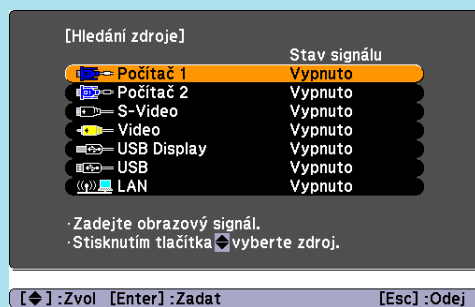 [Hledání zdroje]
Stav signálu
Počítač 1 Vypnuto
Počítač 2 Vypnuto
S-Video Vypnuto
Video Vypnuto
USB Display Vypnuto
USB Vypnuto
LAN Vypnuto
·Zadejte obrazový signál.
·Stisknutím tlačítka vyberte zdroj.
[◆] :Zvol [Enter] :Zadat [Esc] :Odej